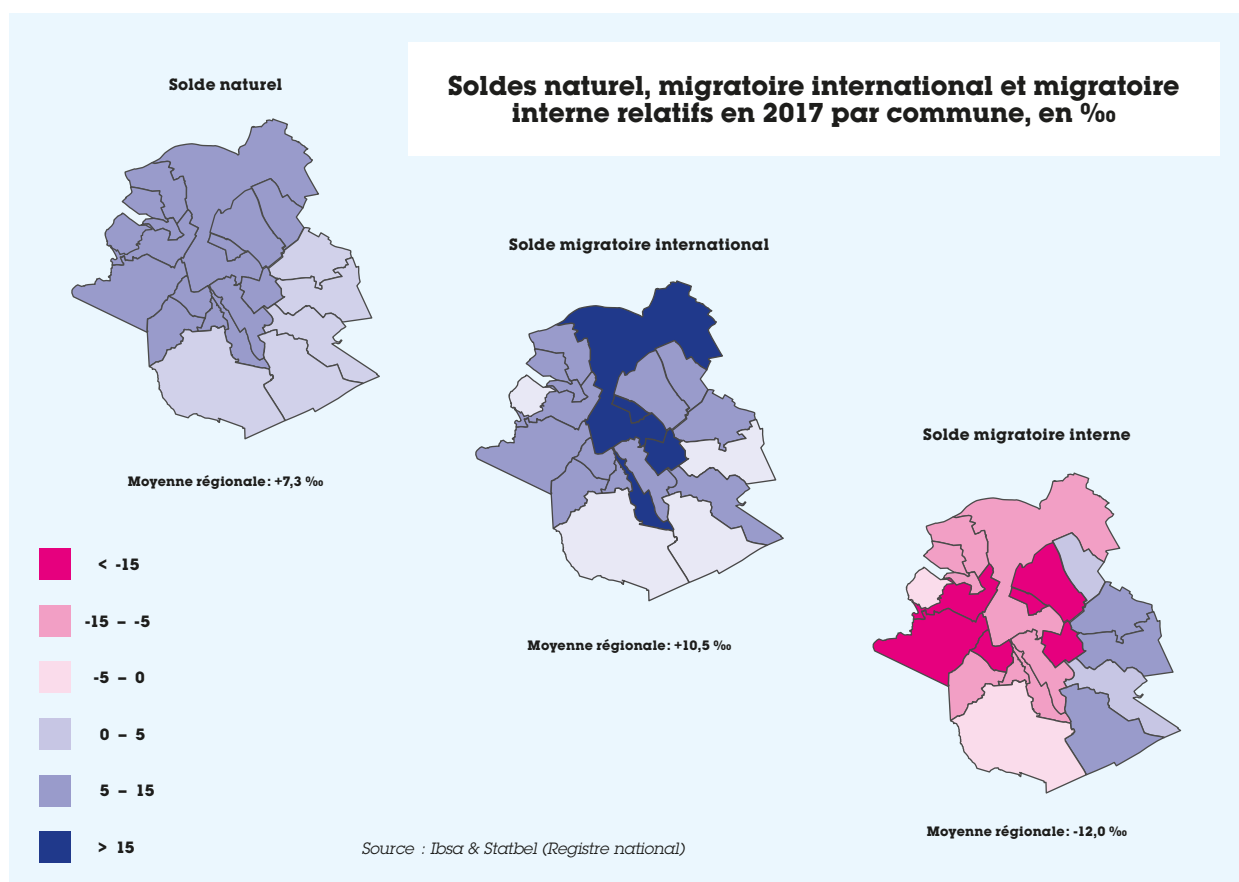 Soldes naturel, migratoire international et migratoire
interne relatifs en 2017 par commune, en ‰
Solde naturel
Moyenne régionale: +7,3 ‰
Solde migratoire international
Moyenne régionale: +10,5 ‰
Solde migratoire interne
Moyenne régionale: -12,0 ‰
< -15
-15 – -5
-5 – 0
0 – 5
5 – 15
> 15
Source : Ibsa & Statbel (Registre national)